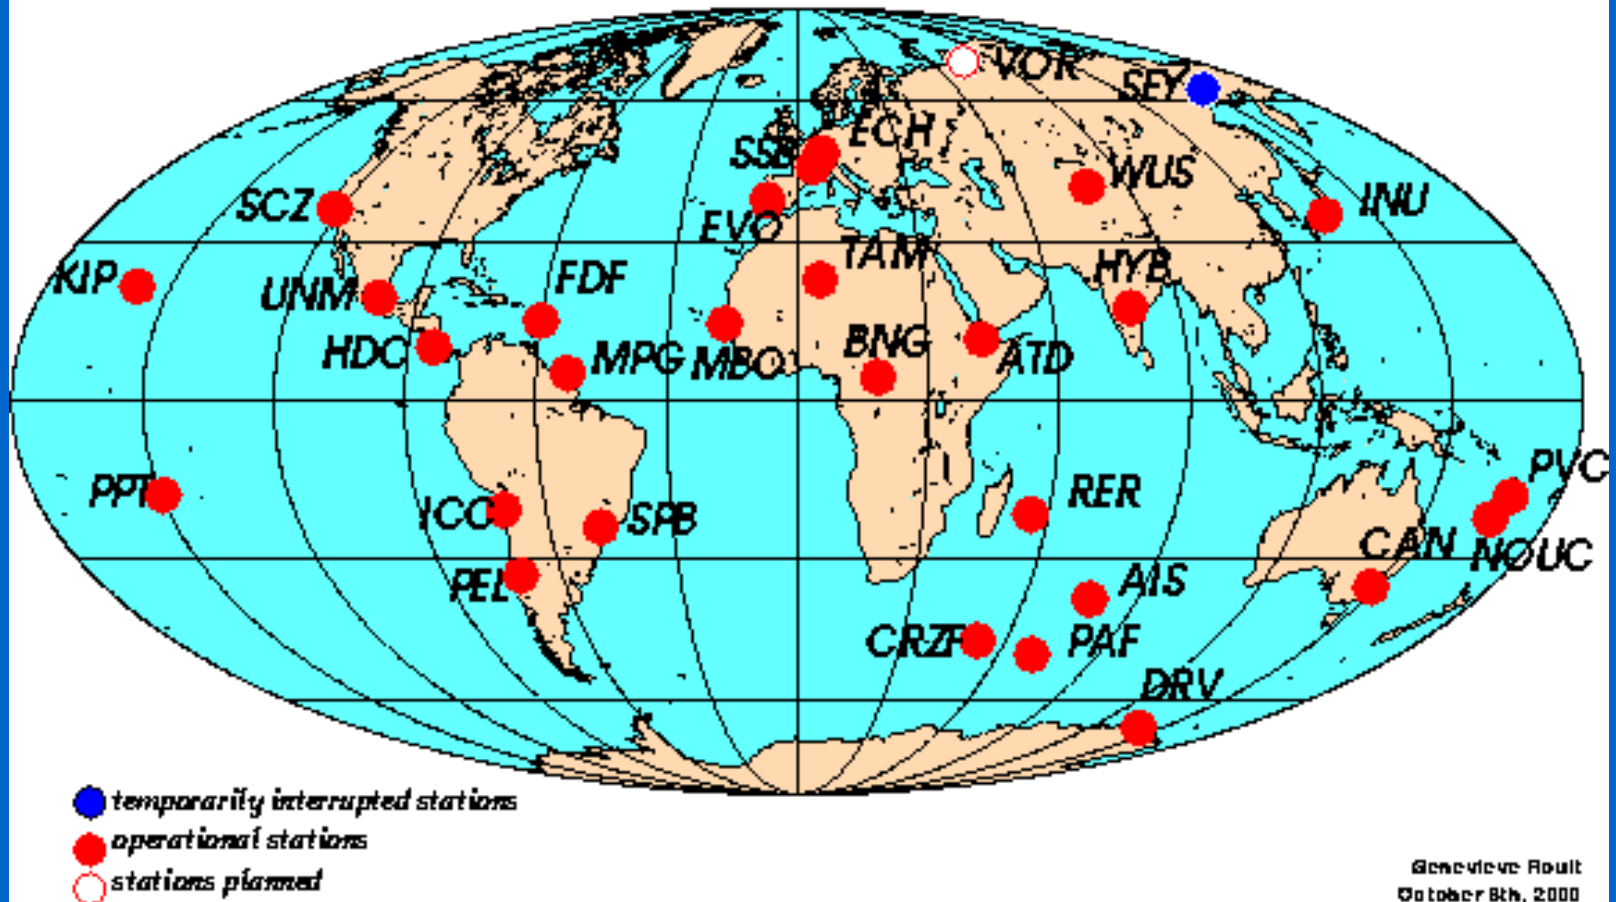 VOR
SEY
ECH
SSB
WUS
SCZ
INU
EVO
TAM
HYB
KIP
UNM
FDF
HDC
BNG
MPG
MBO
ATD
PVC
PPT
RER
ICC
SPB
CAN
NOUC
PEL
AIS
CRZF
PAF
DRV
temporarily interrupted stations
operational stations
stations planned
Genevieve Roult
October 8th, 2000